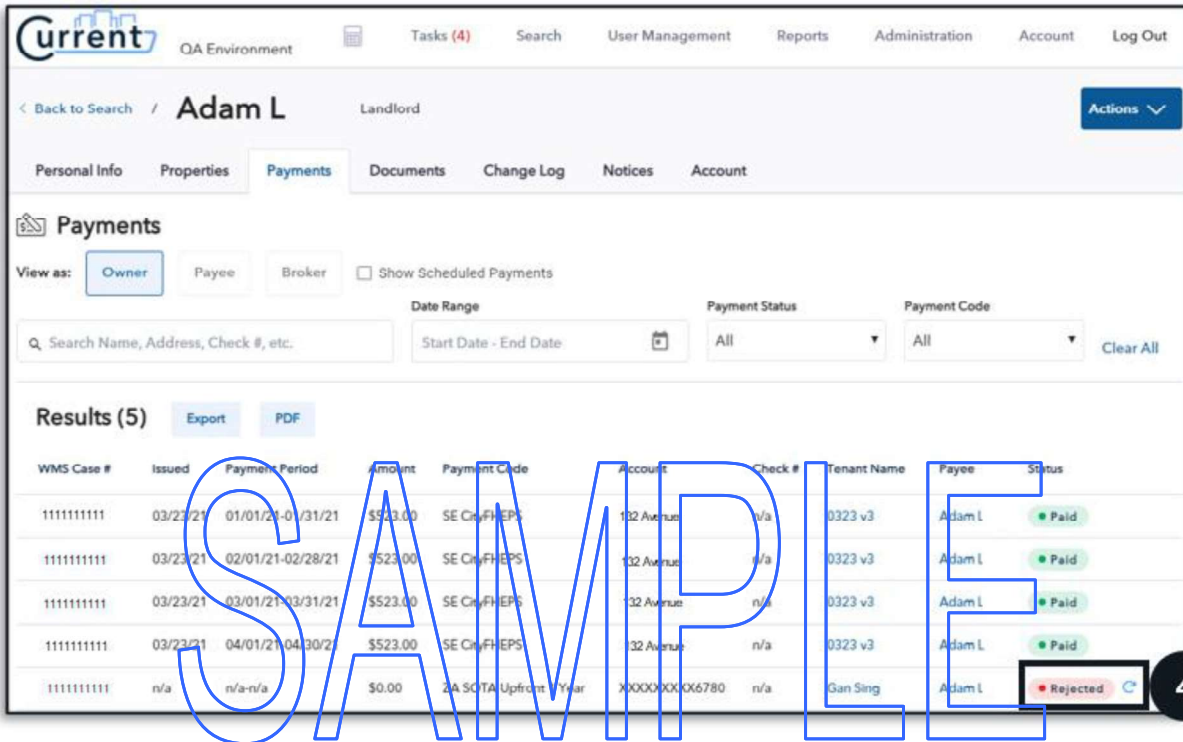 Current
QA Environment
Tasks (4) Search User Management Reports Administration Account Log Out
< Back to Search / Adam L Landlord Actions
Personal Info Properties Payments Documents Change Log Notices Account
Payments
View as: Owner Payee Broker Show Scheduled Payments
Date Range Payment Status Payment Code
Search Name, Address, Check #, etc. Start Date - End Date All All Clear All
Results (5) Export PDF
WMS Case # Issued Payment Period Amount Payment Code Account Check # Tenant Name Payee Status
1111111111 03/23/21 01/01/21-01/31/21 $523.00 SE CityFHEPS 132 Avenue n/a 0323 v3 Adam L Paid
1111111111 03/23/21 02/01/21-02/28/21 $523.00 SE CityFHEPS 132 Avenue n/a 0323 v3 Adam L Paid
1111111111 03/23/21 03/01/21-03/31/21 $523.00 SE CityFHEPS 132 Avenue n/a 0323 v3 Adam L Paid
1111111111 03/23/21 04/01/21-04/30/21 $523.00 SE CityFHEPS 132 Avenue n/a 0323 v3 Adam L Paid
1111111111 n/a n/a-n/a $0.00 SOTA Upfront Year n/a Gan Sing Adam L Rejected
4
SAMPLE